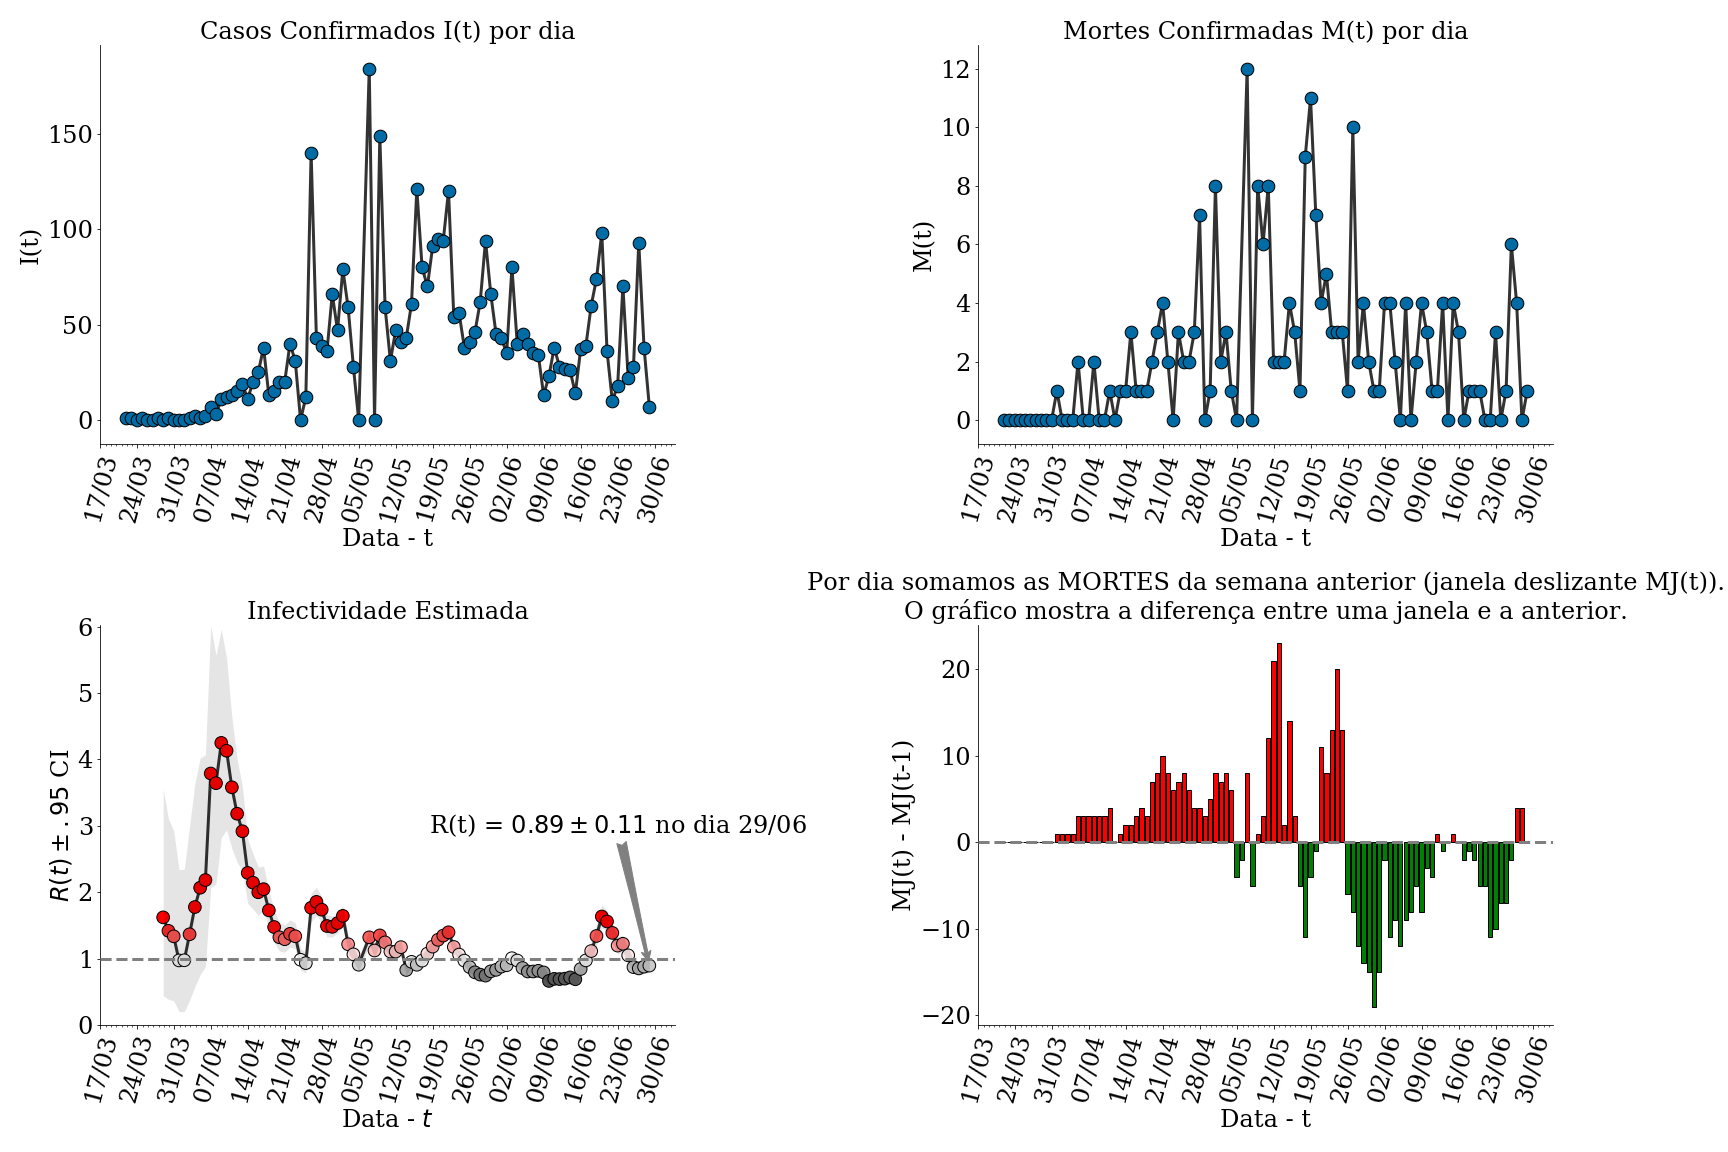 Casos Confirmados I(t) por dia
I(t)
150
100
50
0
17/03 24/03 31/03 07/04 14/04 21/04 28/04 05/05 12/05 19/05 26/05 02/06 09/06 16/06 23/06 30/06
Data - t
Mortes Confirmadas M(t) por dia
M(t)
12
10
8
6
4
2
0
17/03 24/03 31/03 07/04 14/04 21/04 28/04 05/05 12/05 19/05 26/05 02/06 09/06 16/06 23/06 30/06
Data - t
Infectividade Estimada
R(t) ± .95 CI
6
5
4
3
2
1
0
R(t) = 0.89 ± 0.11 no dia 29/06
17/03 24/03 31/03 07/04 14/04 21/04 28/04 05/05 12/05 19/05 26/05 02/06 09/06 16/06 23/06 30/06
Data - t
Por dia somamos as MORTES da semana anterior (janela deslizante MJ(t)).
O gráfico mostra a diferença entre uma janela e a anterior.
MJ(t) - MJ(t-1)
20
10
0
−10
−20
17/03 24/03 31/03 07/04 14/04 21/04 28/04 05/05 12/05 19/05 26/05 02/06 09/06 16/06 23/06 30/06
Data - t